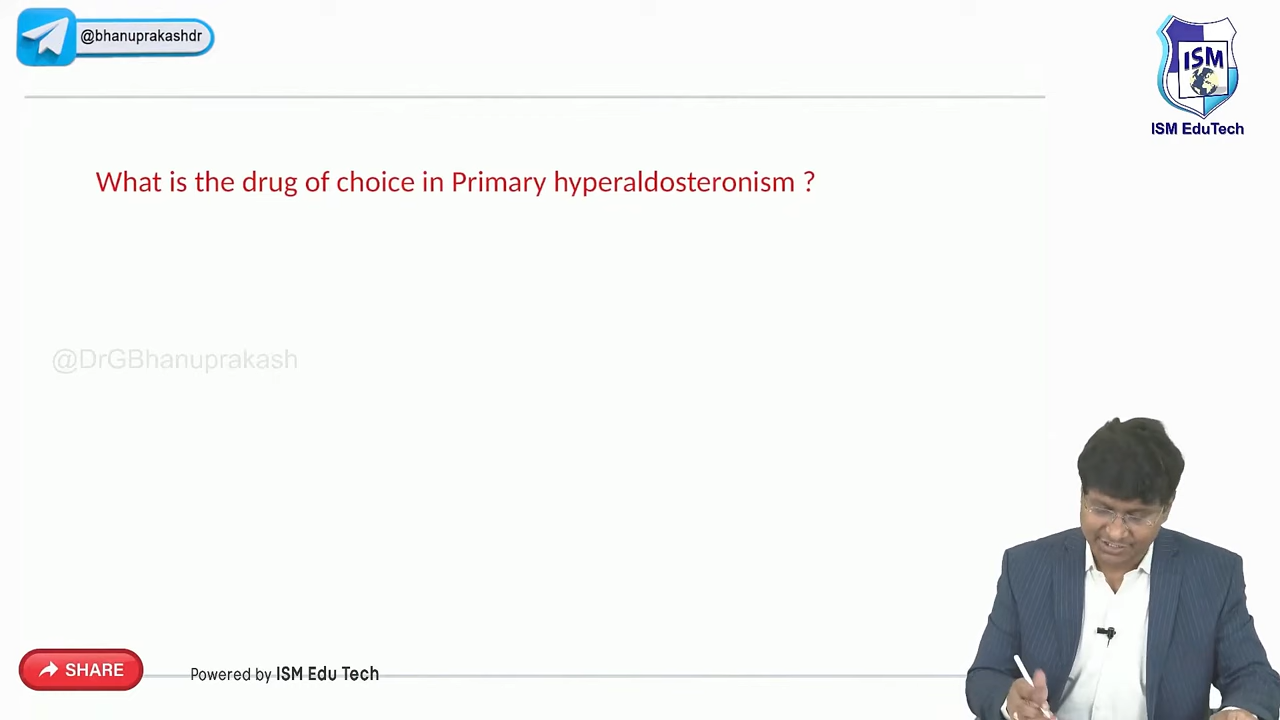 @bhanuprakashdr
ISM
ISM EduTech
What is the drug of choice in Primary hyperaldosteronism ?
@DrGBhanuprakash
SHARE
Powered by ISM Edu Tech